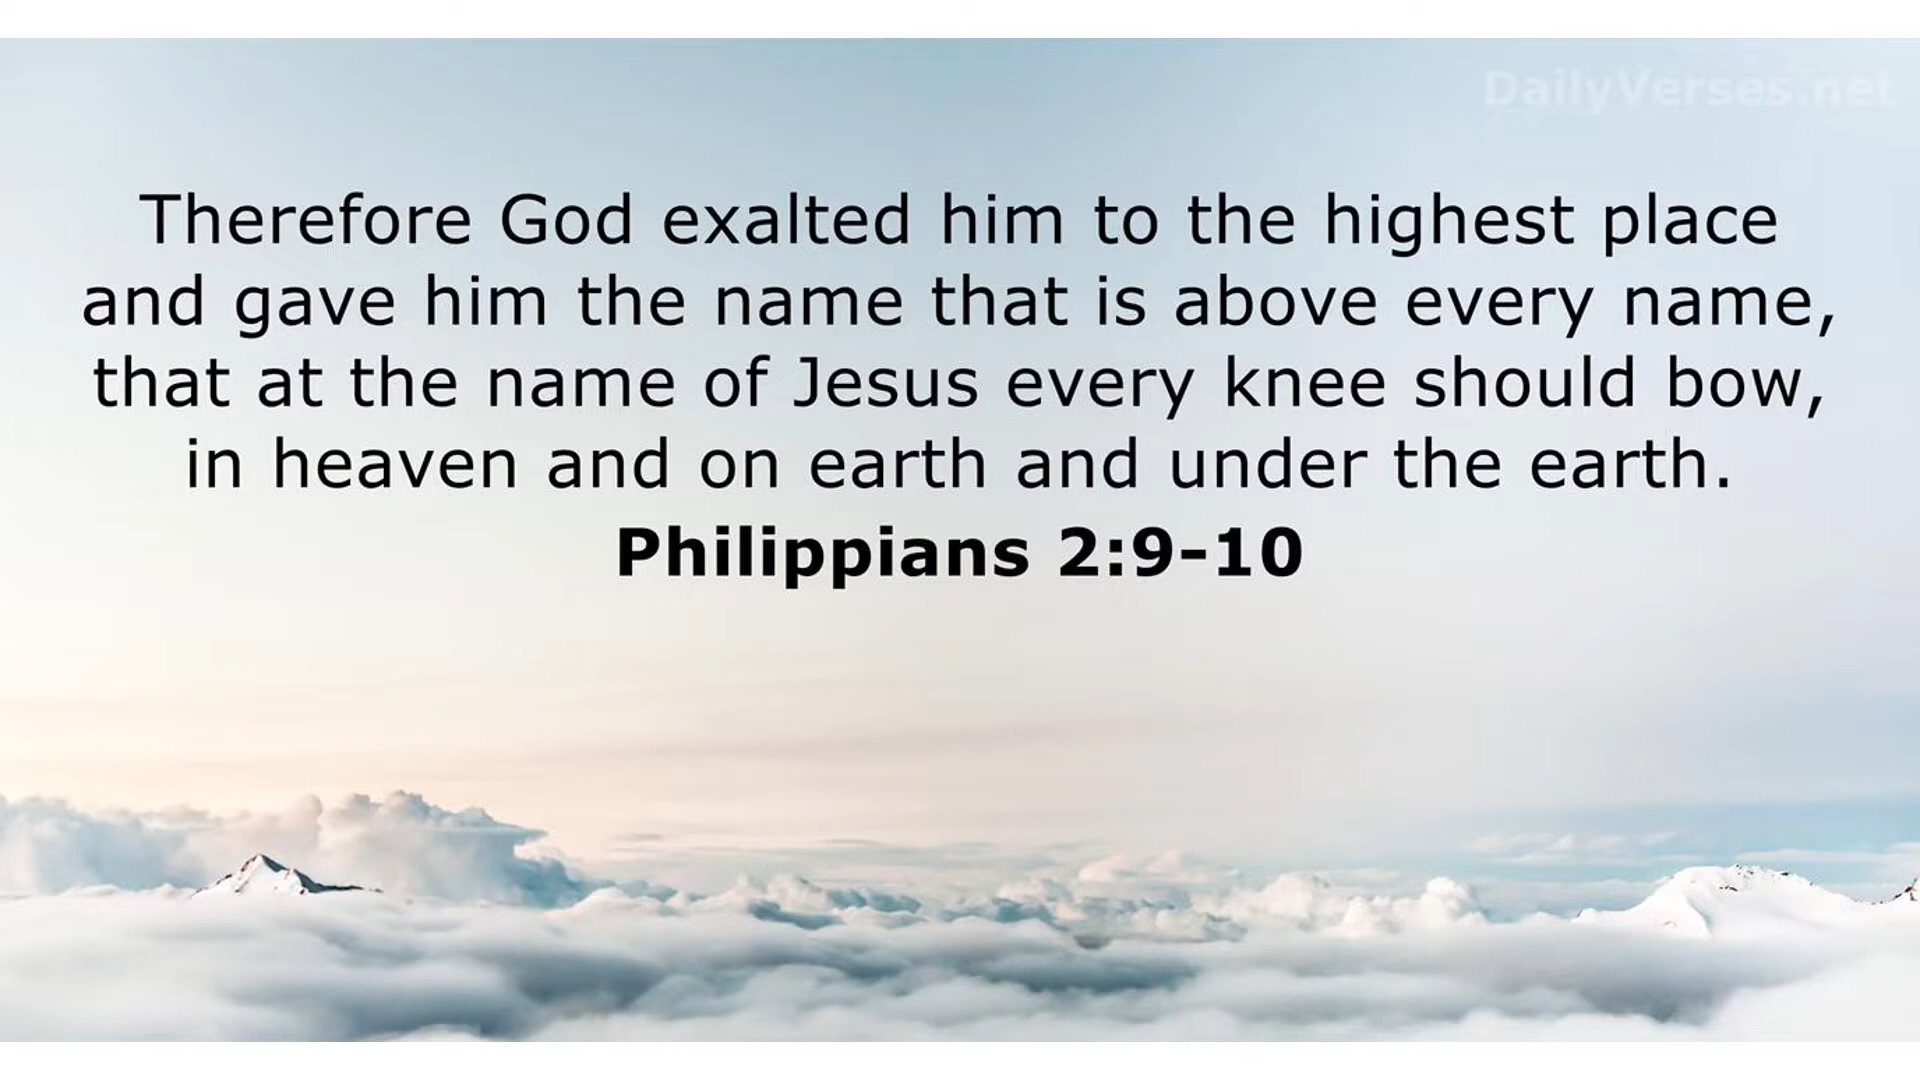 DailyVerses.net
Therefore God exalted him to the highest place
and gave him the name that is above every name,
that at the name of Jesus every knee should bow,
in heaven and on earth and under the earth.
Philippians 2:9-10